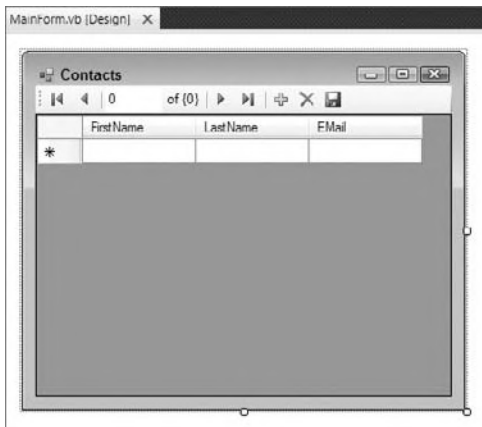 MainForm.vb [Design] X
Contacts
0 of {0}
FirstName LastName EMail